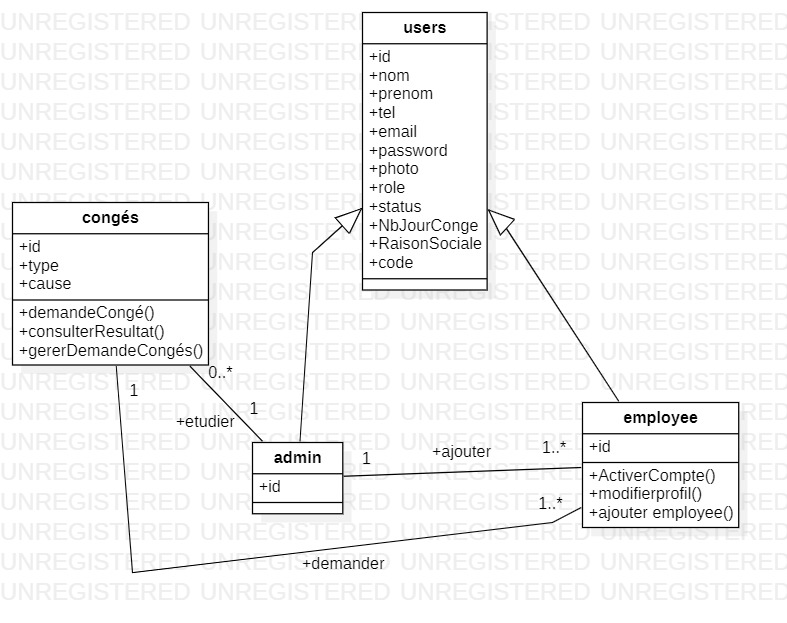 users
+id
+nom
+prenom
+tel
+email
+password
+photo
+role
+status
+NbJourConge
+RaisonSociale
+code
congés
+id
+type
+cause
+demandeCongé()
+consulterResultat()
+gererDemandeCongés()
0..*
1
1
+etudier
admin
+id
1
+ajouter
1..*
employee
+id
+ActiverCompte()
+modifierprofil()
+ajouter employee()
1..*
+demander
UNREGISTERED UNREGISTERED UNREGISTERED UNREGISTERED